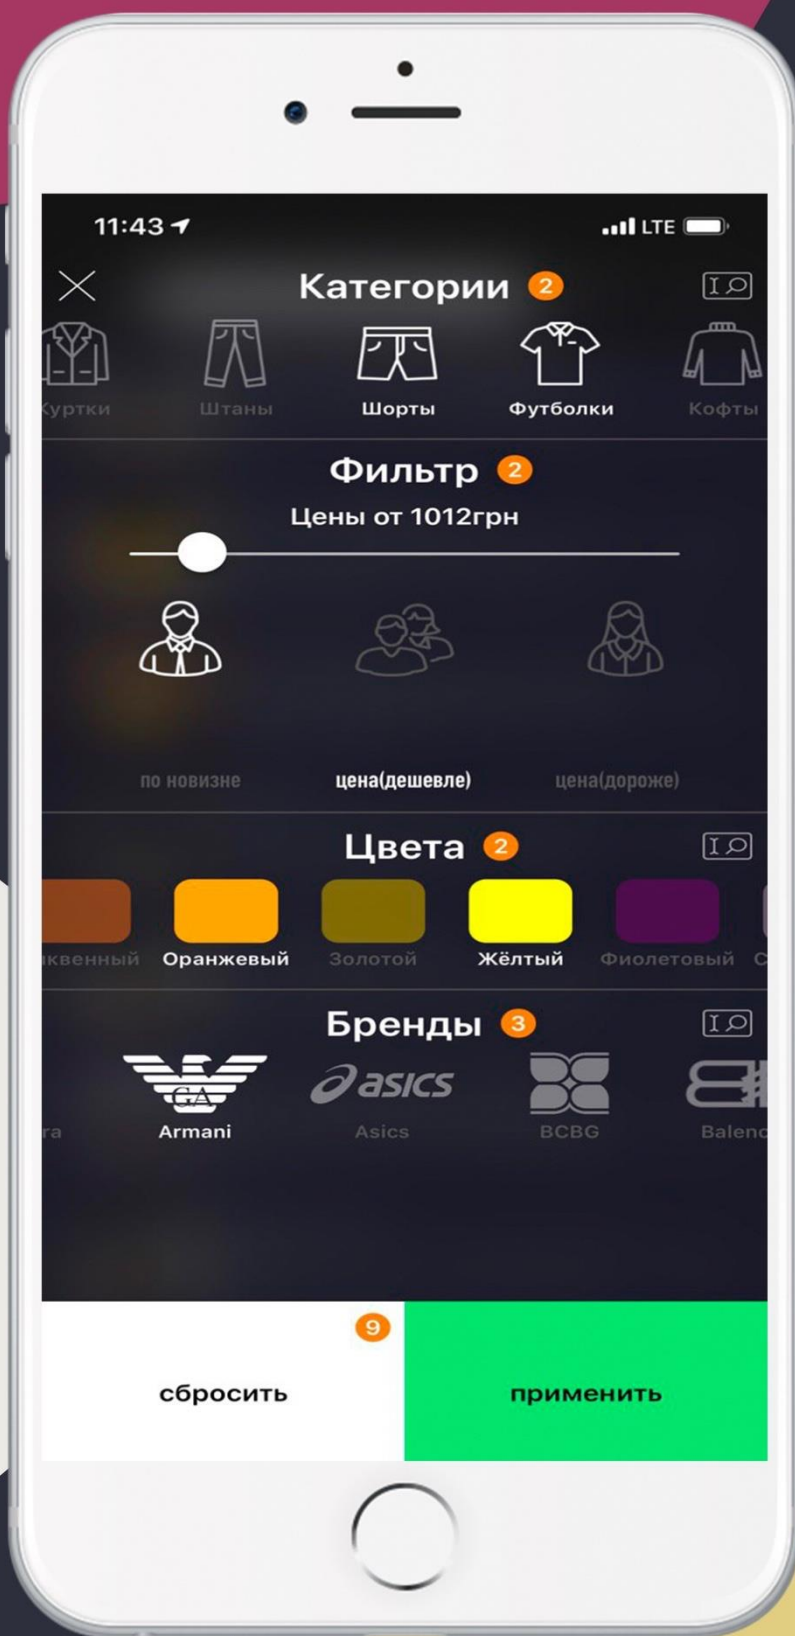 11:43 LTE
Категории 2
Куртки Штаны Шорты Футболки Кофты
Фильтр 2
Цены от 1012грн
по новизне цена(дешевле) цена(дороже)
Цвета 2
Оранжевый Золотой Жёлтый Фиолетовый
Бренды 3
GA asics
Armani Asics BCBG
9
сбросить применить